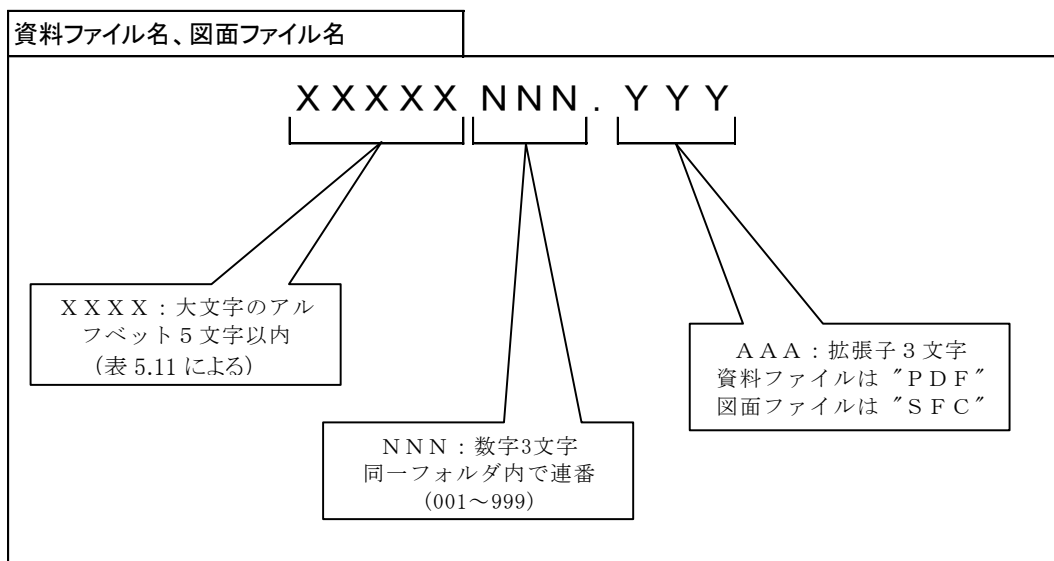 資料ファイル名、図面ファイル名
ＸＸＸＸＸ ＮＮＮ．ＹＹＹ
ＸＸＸＸ：大文字のアル
ファベット５文字以内
(表 5.11 による)
ＮＮＮ：数字3文字
同一フォルダ内で連番
(001～999)
ＡＡＡ：拡張子３文字
資料ファイルは ″ＰＤＦ″
図面ファイルは ″ＳＦＣ″